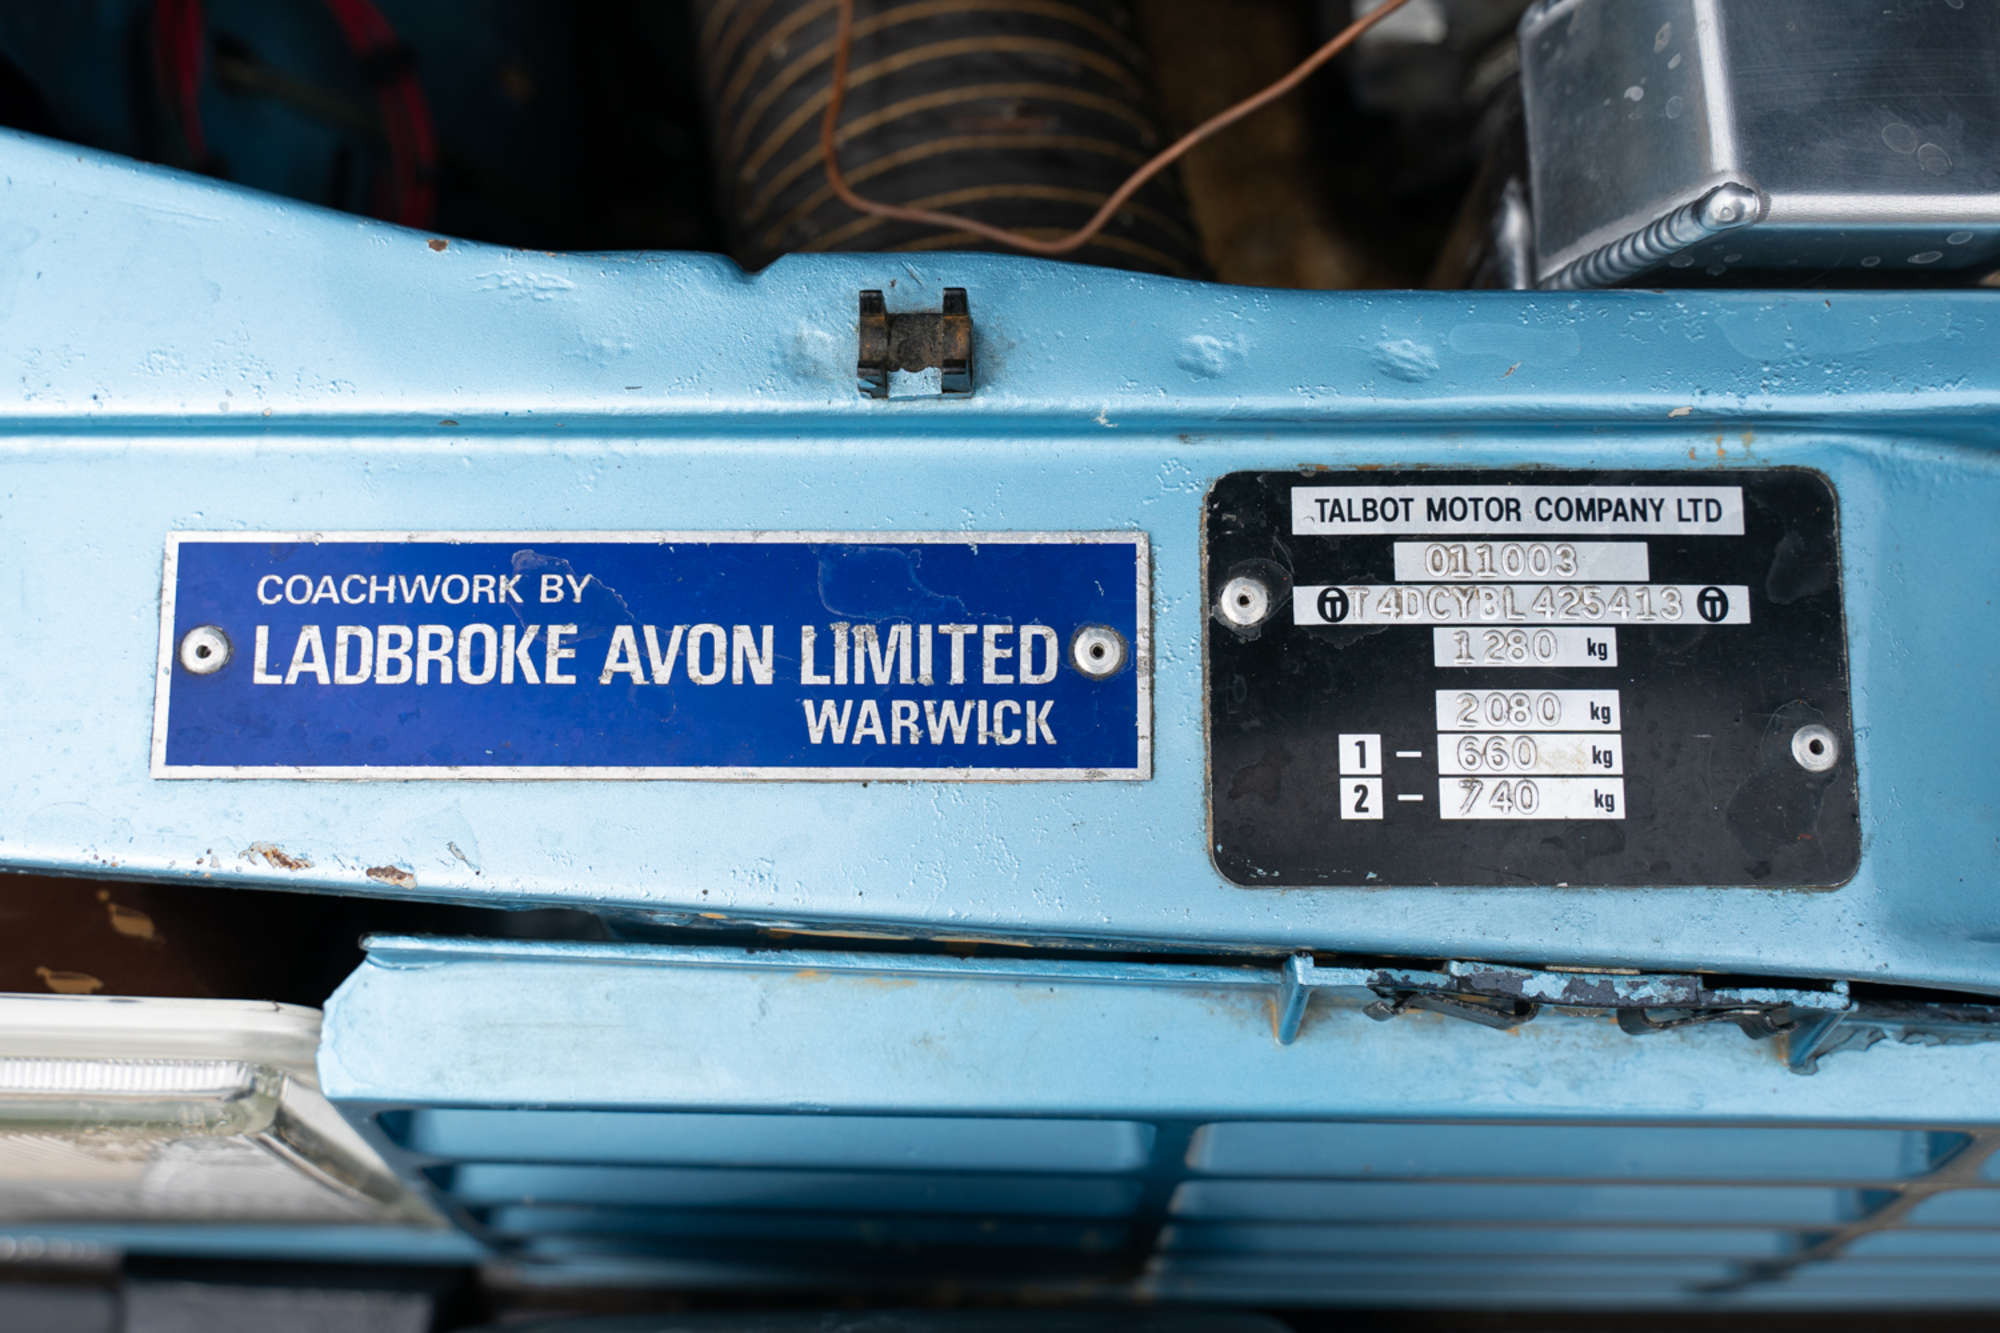 COACHWORK BY
LADBROKE AVON LIMITED
WARWICK
TALBOT MOTOR COMPANY LTD
011003
T4DCYBL425413
1280 kg
2080 kg
1 - 660 kg
2 - 740 kg